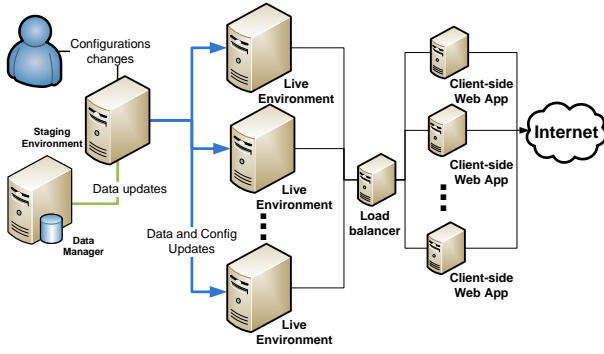 Configurations
changes
Staging
Environment
Data updates
Data
Manager
Data and Config
Updates
Live
Environment
Live
Environment
Live
Environment
Load
balancer
Client-side
Web App
Client-side
Web App
Client-side
Web App
Internet